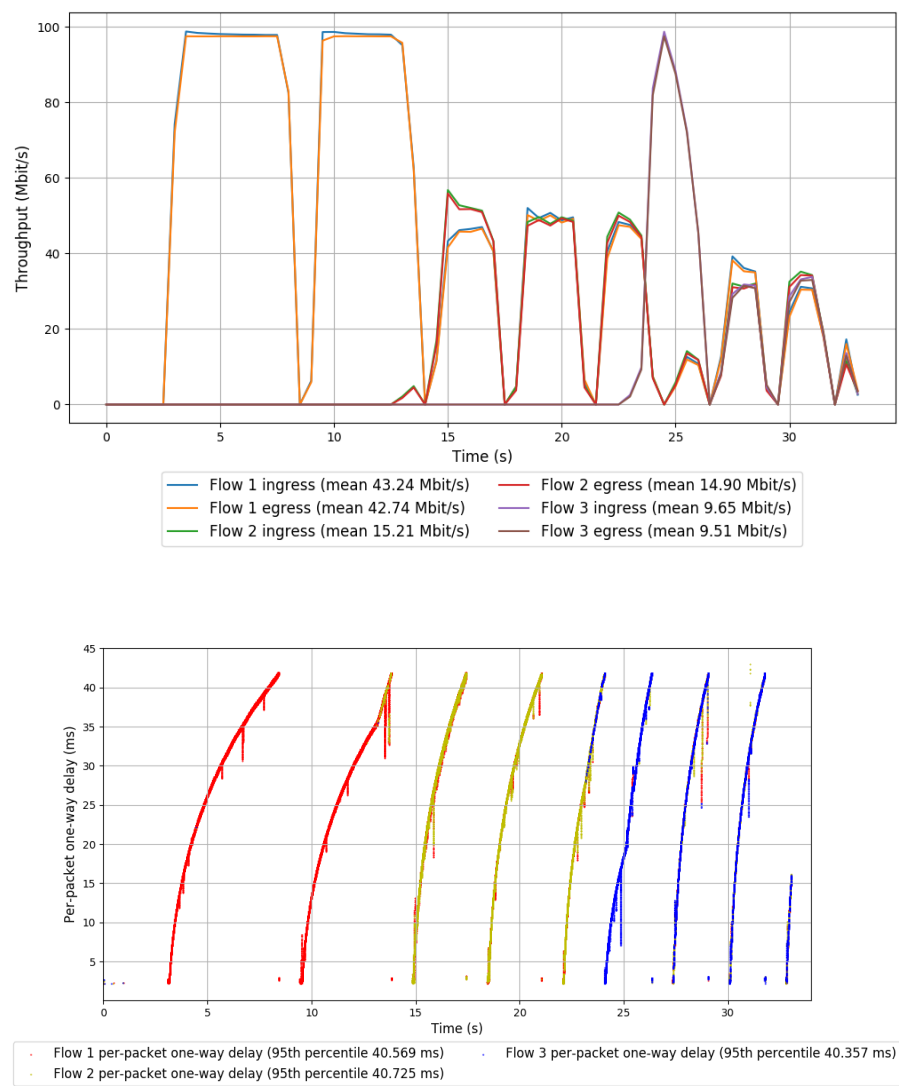 100
80
60
40
20
0
Throughput (Mbit/s)
0 5 10 15 20 25 30
Time (s)
Flow 1 ingress (mean 43.24 Mbit/s) Flow 2 egress (mean 14.90 Mbit/s)
Flow 1 egress (mean 42.74 Mbit/s) Flow 3 ingress (mean 9.65 Mbit/s)
Flow 2 ingress (mean 15.21 Mbit/s) Flow 3 egress (mean 9.51 Mbit/s)
45
40
35
30
25
20
15
10
5
Per-packet one-way delay (ms)
0 5 10 15 20 25 30
Time (s)
Flow 1 per-packet one-way delay (95th percentile 40.569 ms) Flow 3 per-packet one-way delay (95th percentile 40.357 ms)
Flow 2 per-packet one-way delay (95th percentile 40.725 ms)